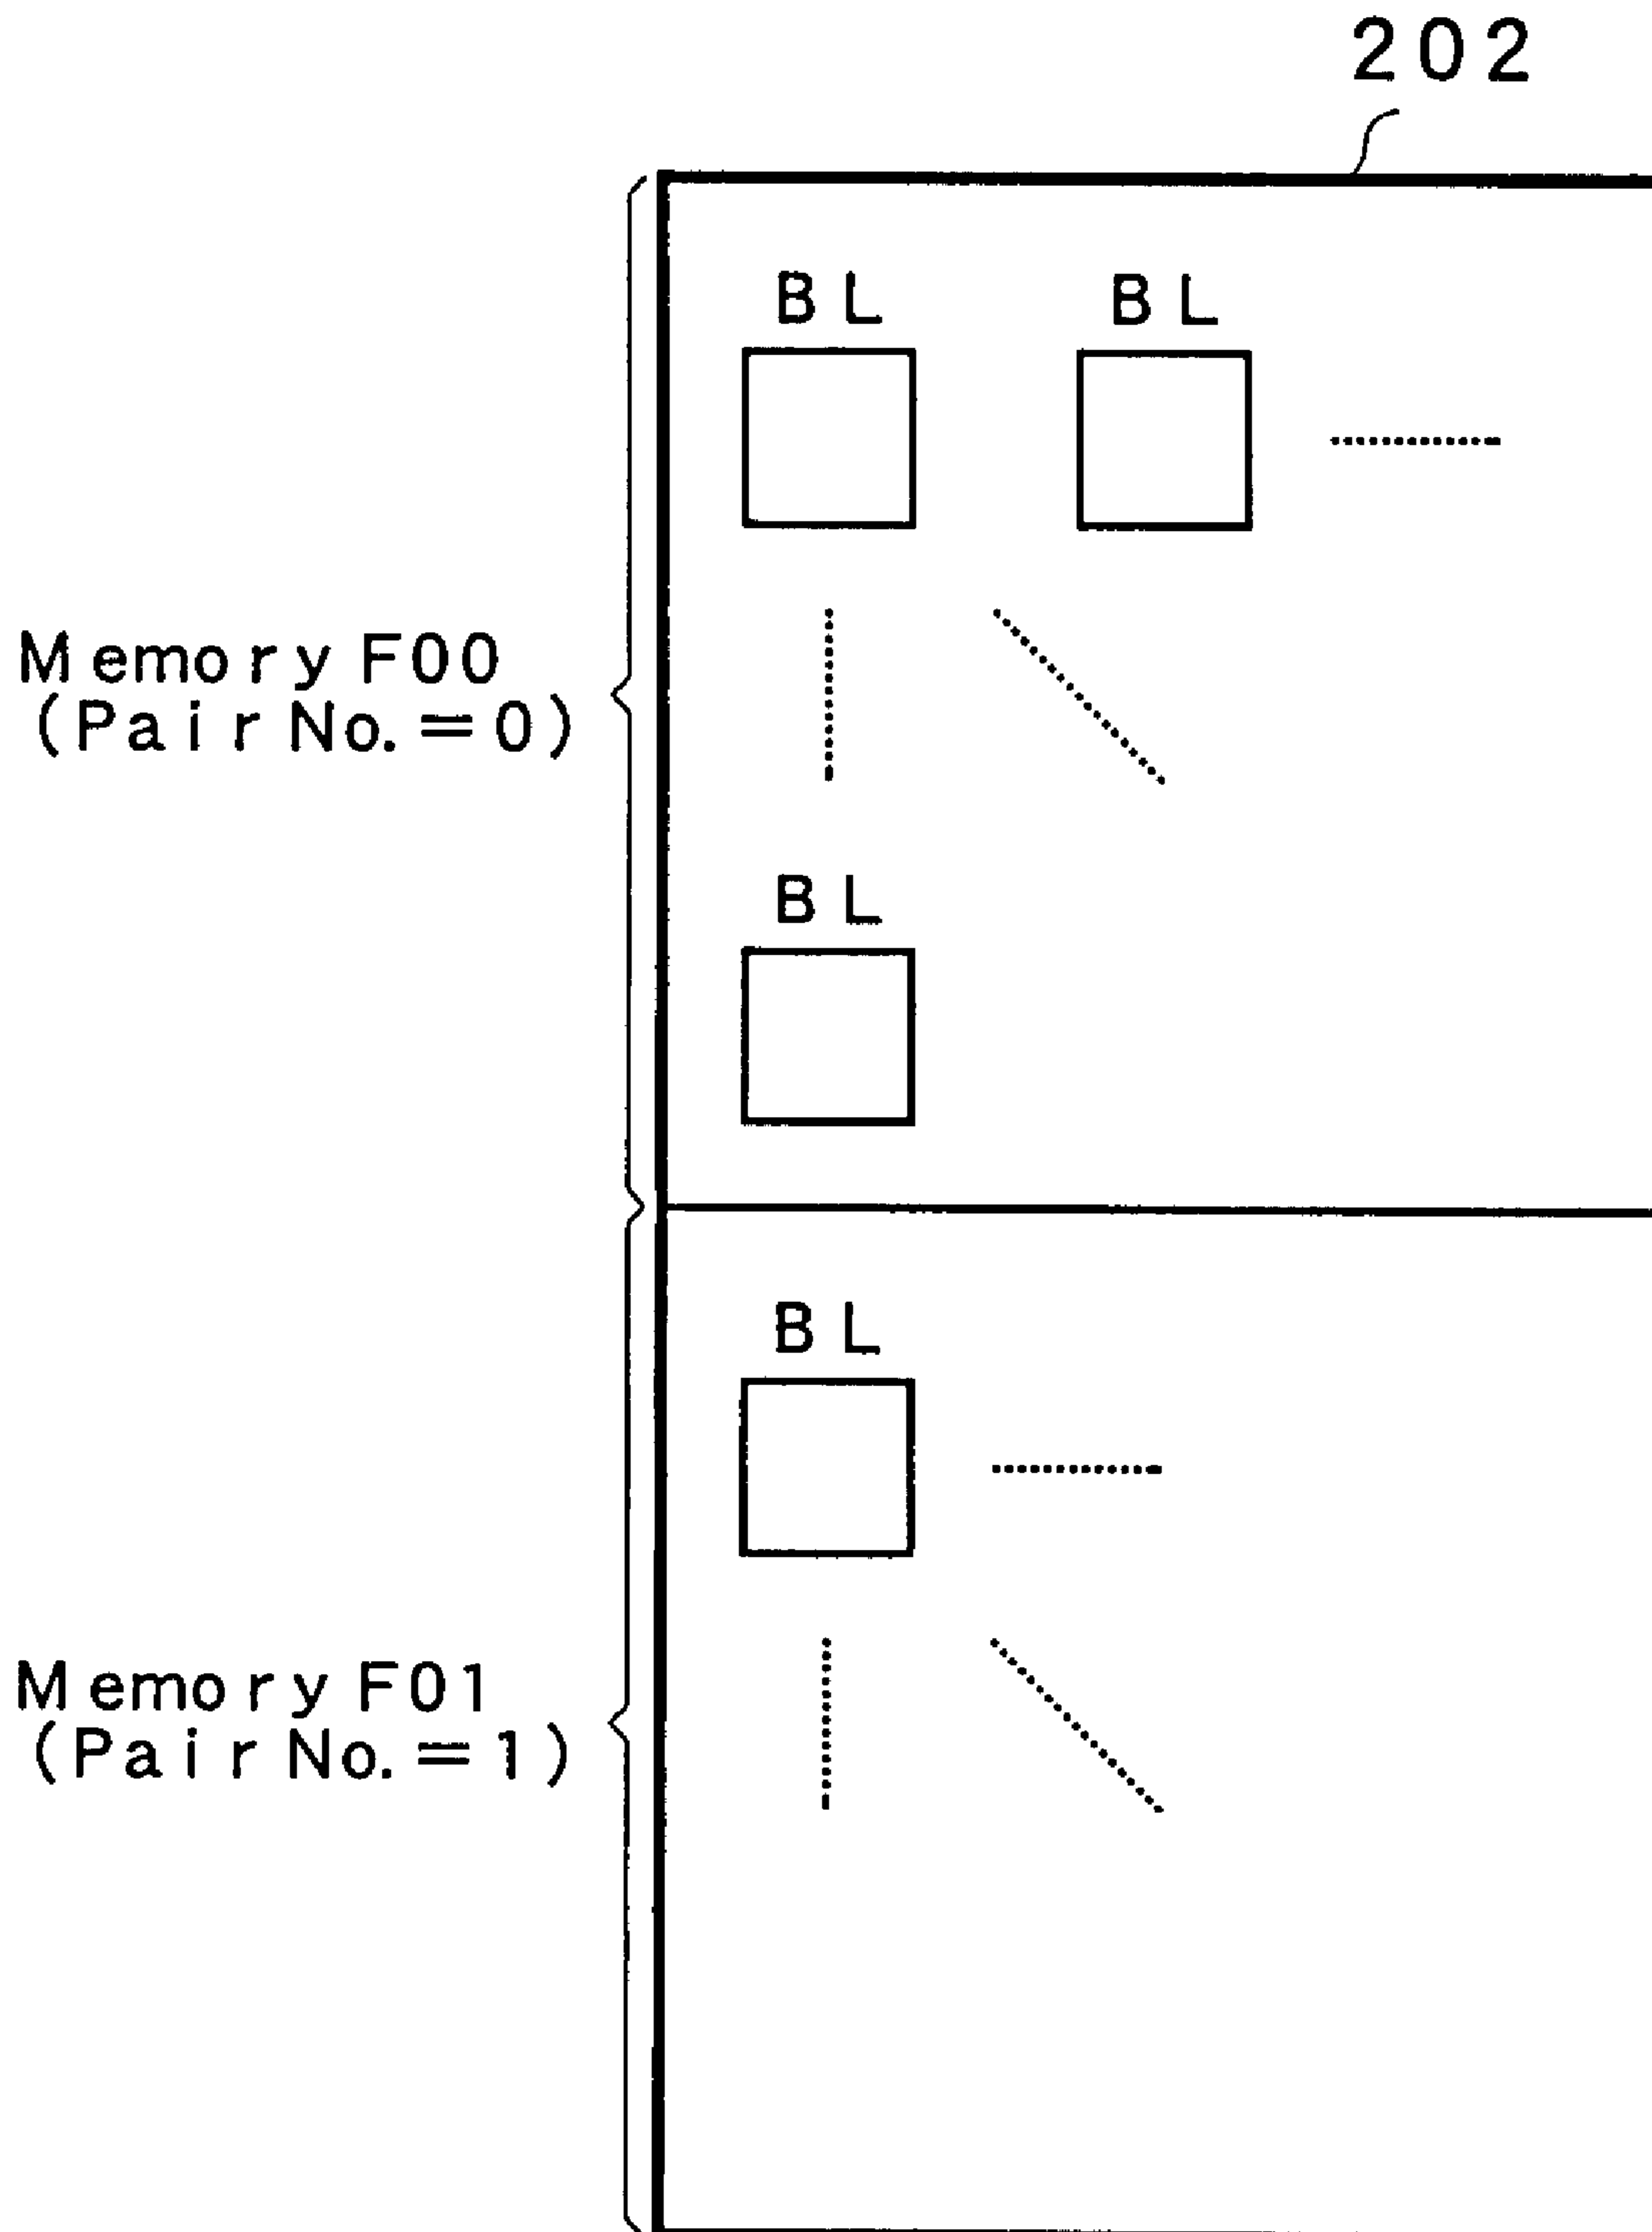 202
BL BL
Memory F00
(Pair No.=0)
BL
BL
Memory F01
(Pair No.=1)